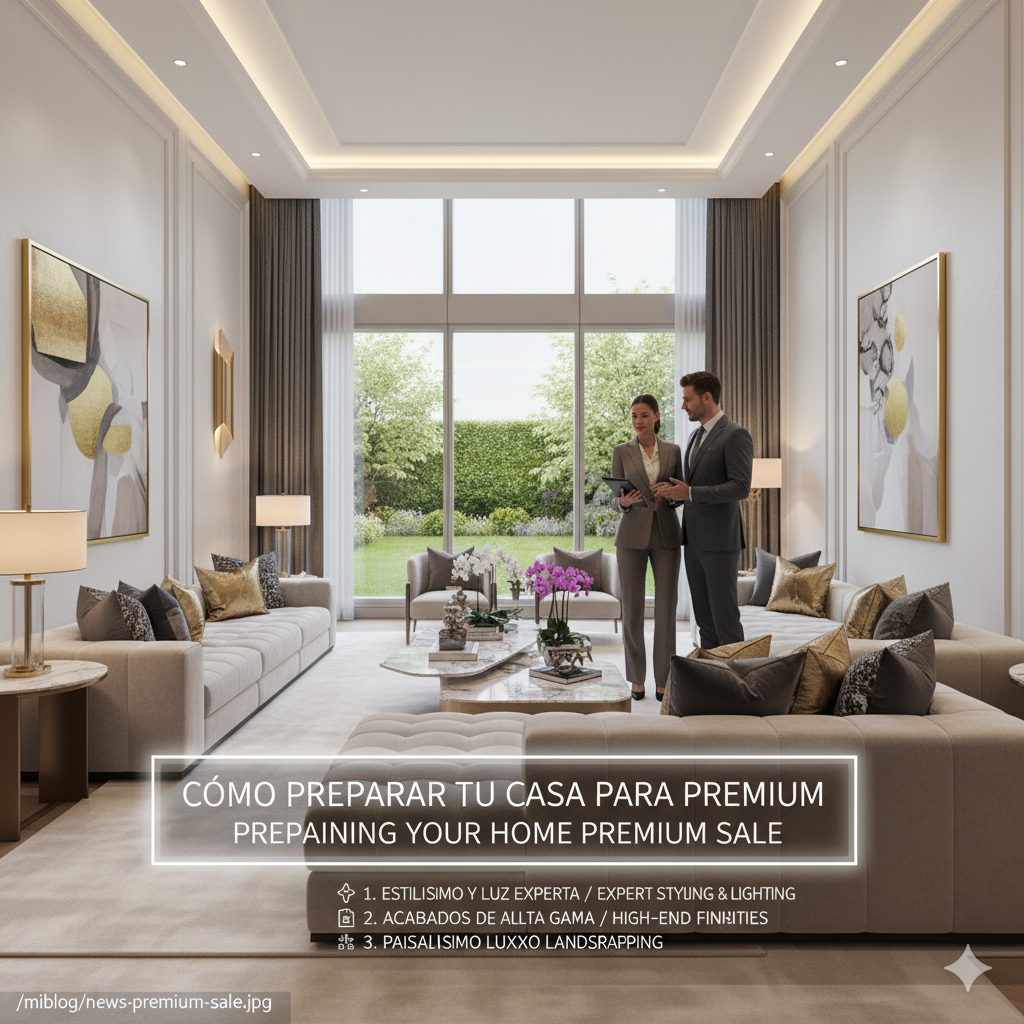 CÓMO PREPARAR TU CASA PARA PREMIUM
PREPAINING YOUR HOME PREMIUM SALE
1. ESTILISIMO Y LUZ EXPERTA / EXPERT STYLING & LIGHTING
2. ACABADOS DE ALLTA GAMA / HIGH-END
3. PAISALISIMO LUXXO LANDSRAPPING
/miblog/news-premium-sale.jpg